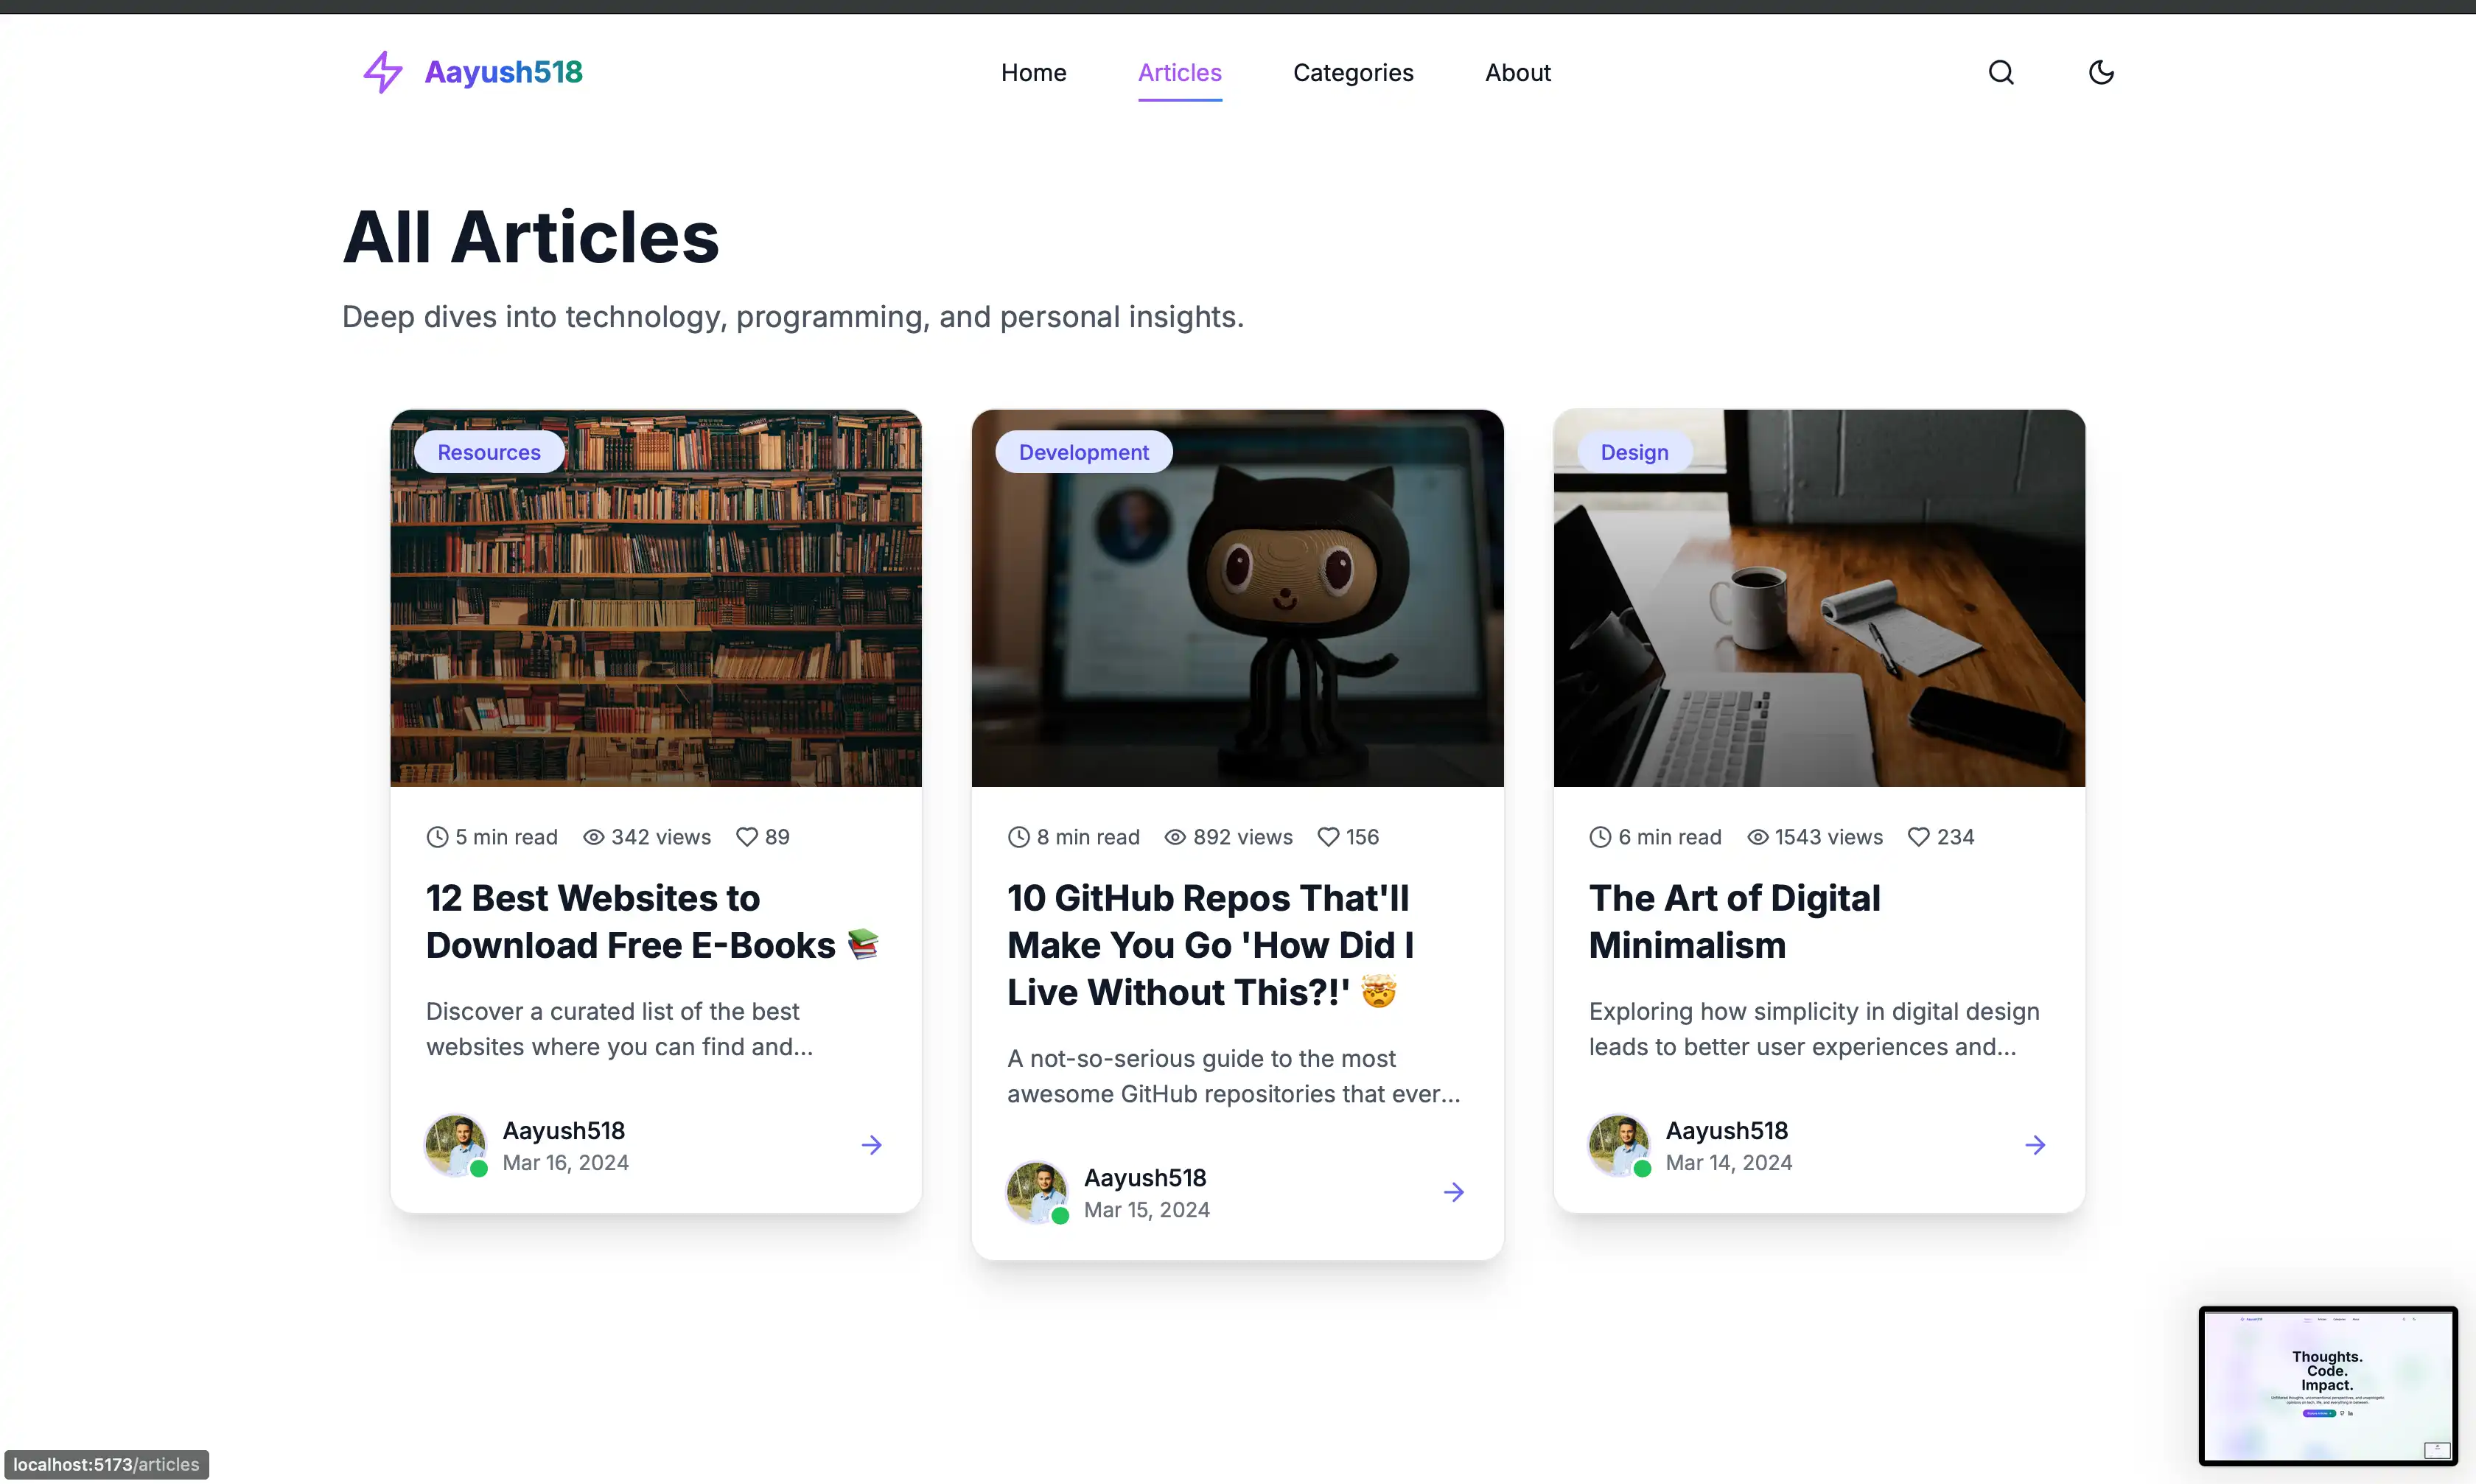 Aayush518
Home
Articles
Categories
About
All Articles
Deep dives into technology, programming, and personal insights.
Resources
5 min read
342 views
89
12 Best Websites to
Download Free E-Books 📚
Discover a curated list of the best
websites where you can find and...
Aayush518
Mar 16, 2024
Development
8 min read
892 views
156
10 GitHub Repos That'll
Make You Go 'How Did I
Live Without This?!' 🤯
A not-so-serious guide to the most
awesome GitHub repositories that ever...
Aayush518
Mar 15, 2024
Design
6 min read
1543 views
234
The Art of Digital
Minimalism
Exploring how simplicity in digital design
leads to better user experiences and...
Aayush518
Mar 14, 2024
Thoughts.
Code.
Impact.
localhost:5173/articles